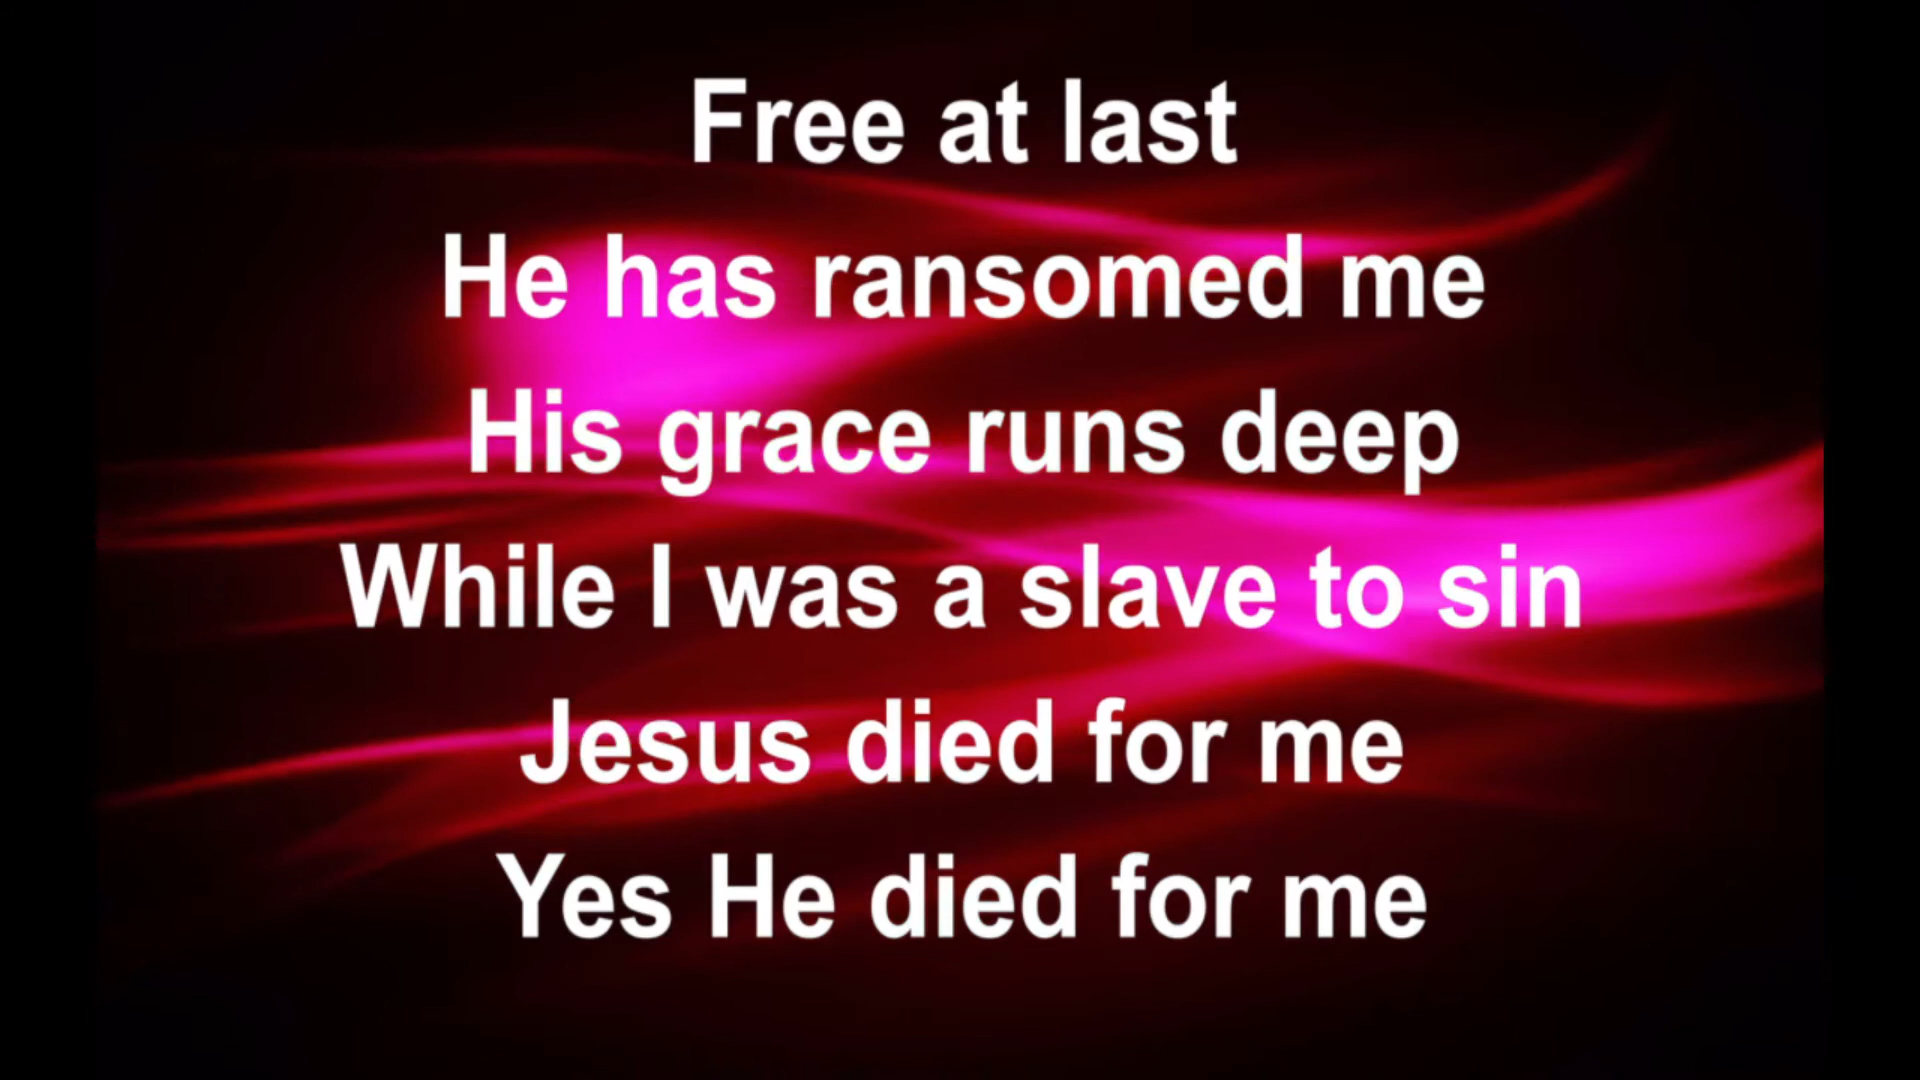 Free at last
He has ransomed me
His grace runs deep
While I was a slave to sin
Jesus died for me
Yes He died for me